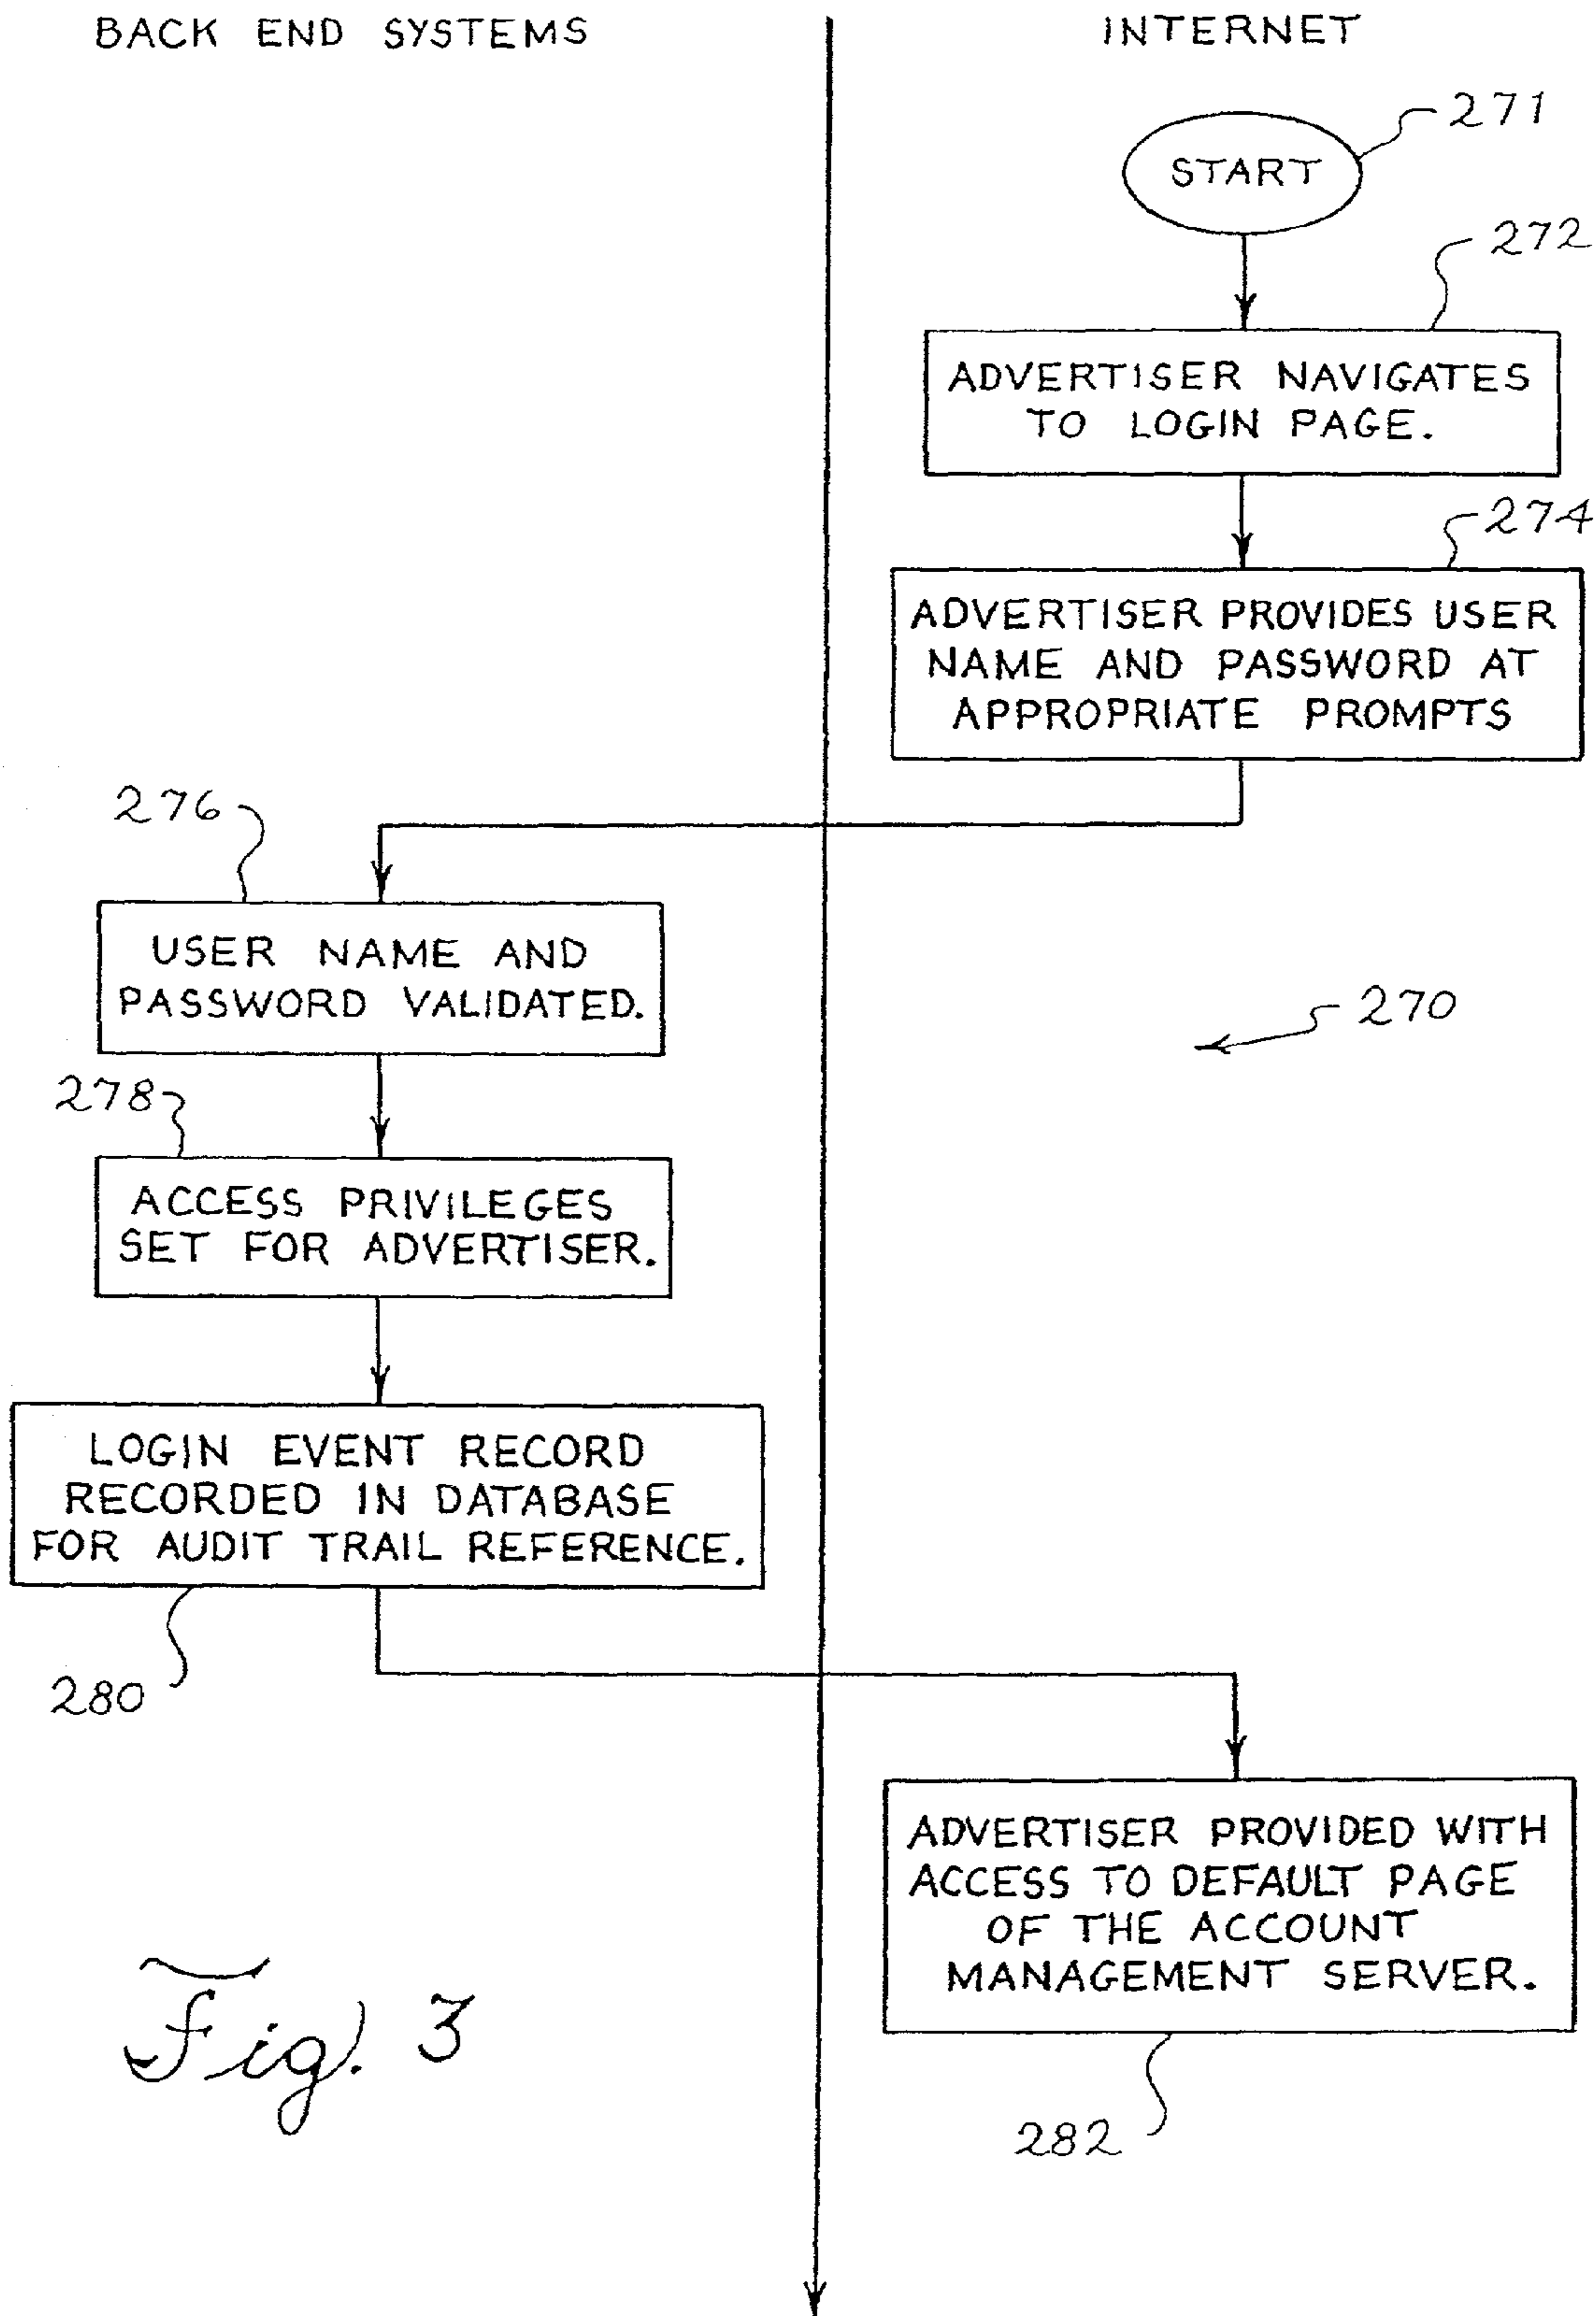 BACK END SYSTEMS
INTERNET
271
START
272
ADVERTISER NAVIGATES
TO LOGIN PAGE.
274
ADVERTISER PROVIDES USER
NAME AND PASSWORD AT
APPROPRIATE PROMPTS
276
USER NAME AND
PASSWORD VALIDATED.
270
278
ACCESS PRIVILEGES
SET FOR ADVERTISER.
LOGIN EVENT RECORD
RECORDED IN DATABASE
FOR AUDIT TRAIL REFERENCE.
280
ADVERTISER PROVIDED WITH
ACCESS TO DEFAULT PAGE
OF THE ACCOUNT
MANAGEMENT SERVER.
282
Fig. 3